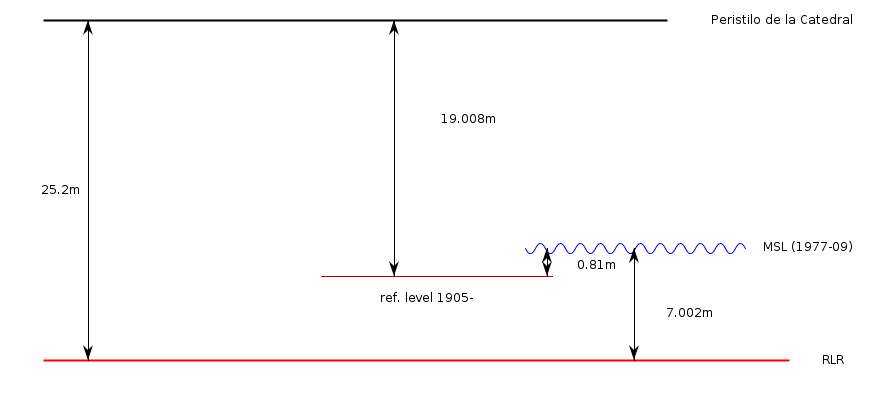 Peristilo de la Catedral
19.008m
25.2m
MSL (1977-09)
0.81m
ref. level 1905-
7.002m
RLR